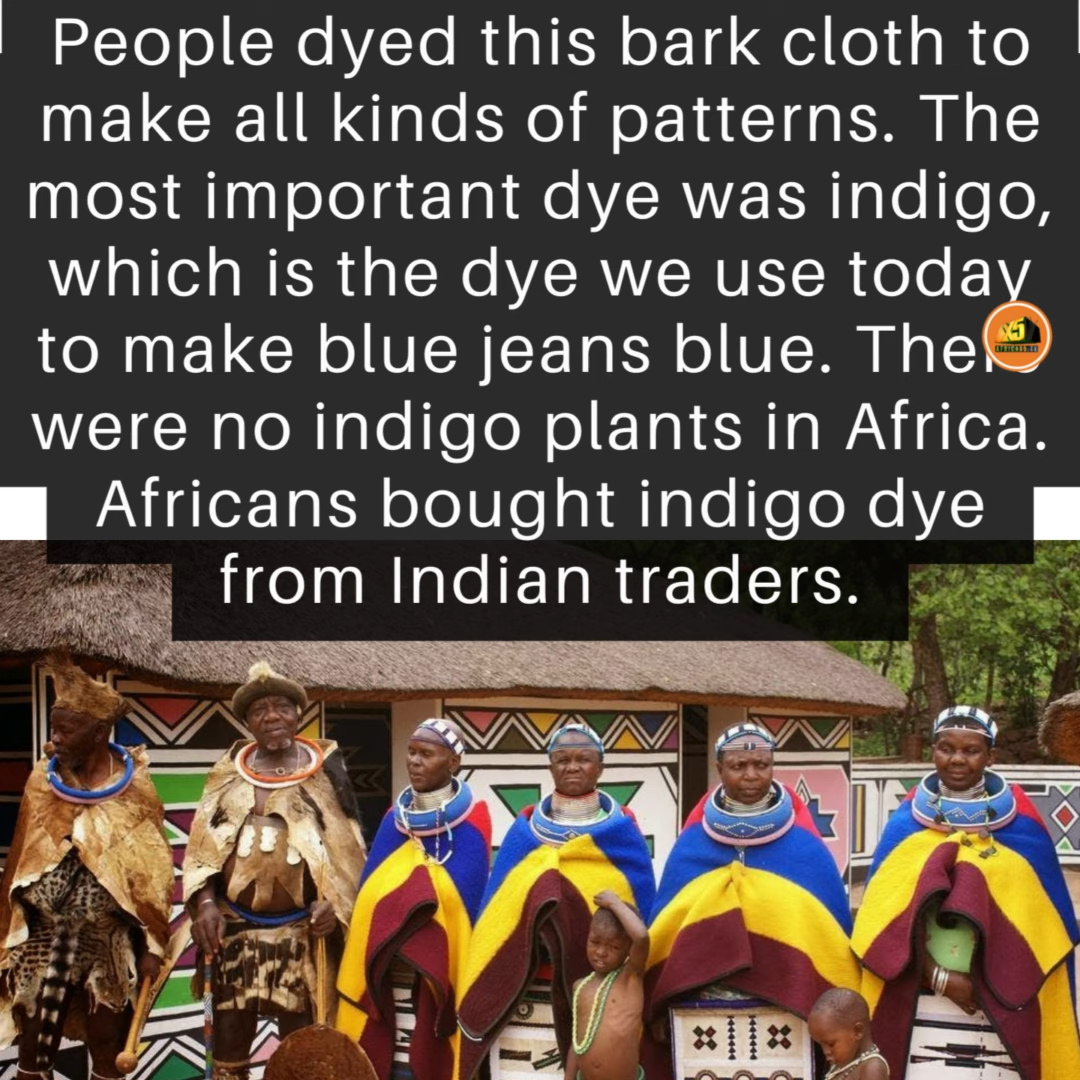 People dyed this bark cloth to
make all kinds of patterns. The
most important dye was indigo,
which is the dye we use today
to make blue jeans blue.
were no indigo plants in Africa.
Africans bought indigo dye
from Indian traders.